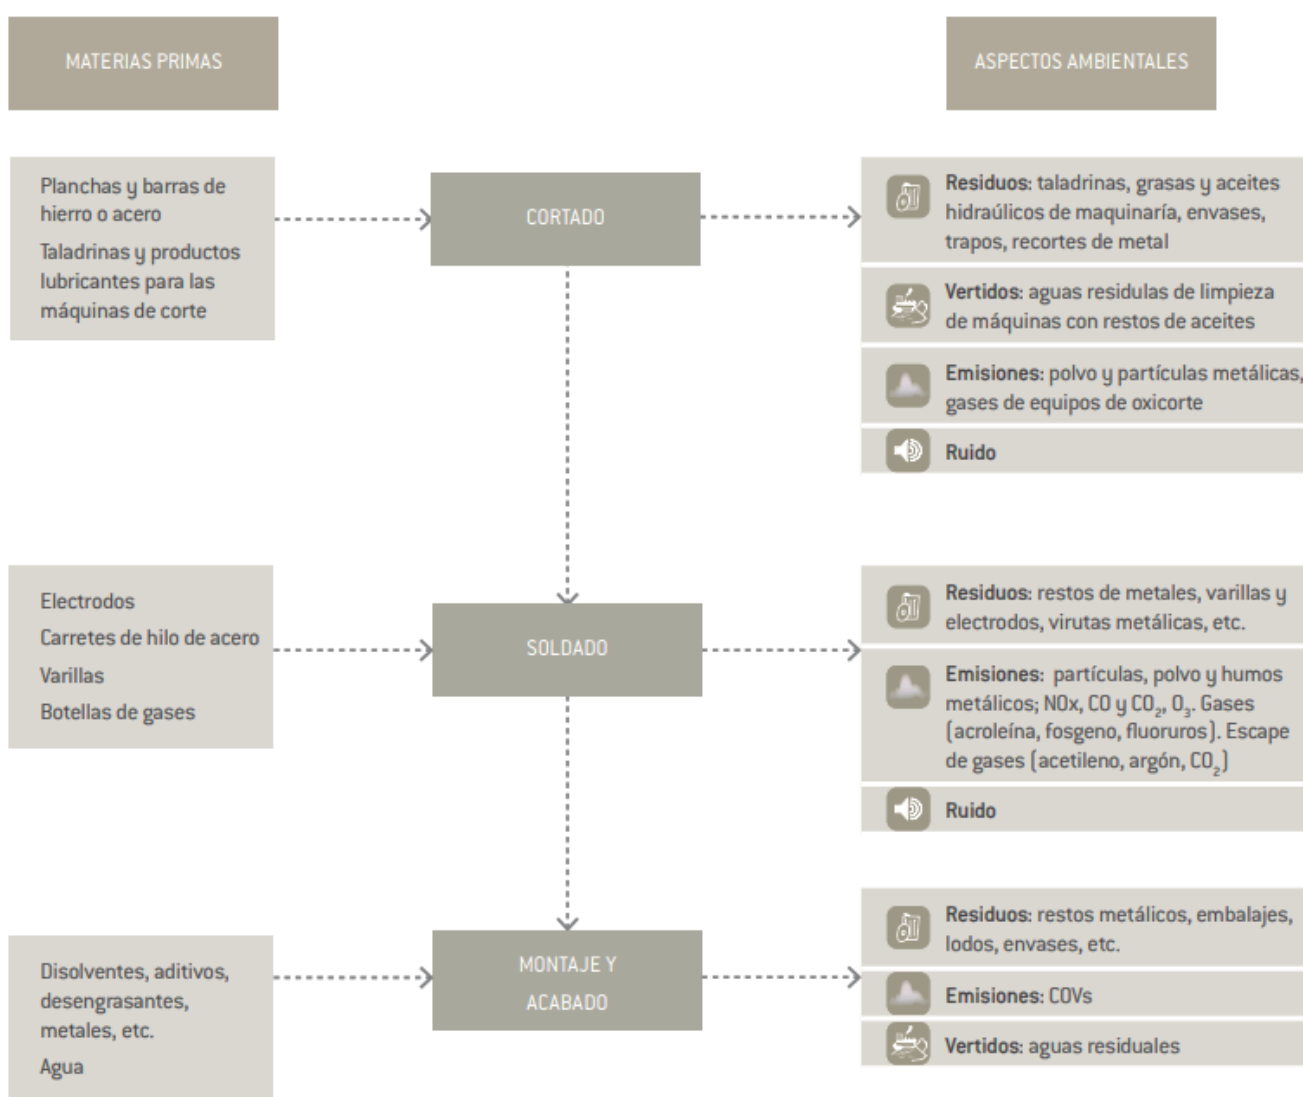 MATERIAS PRIMAS
ASPECTOS AMBIENTALES
Planchas y barras de
hierro o acero
Taladrinas y productos
lubricantes para las
máquinas de corte
CORTADO
Residuos: taladrinas, grasas y aceites
hidraúlicos de maquinaría, envases,
trapos, recortes de metal
Vertidos: aguas residulas de limpieza
de máquinas con restos de aceites
Emisiones: polvo y partículas metálicas,
gases de equipos de oxicorte
Ruido
Electrodos
Carretes de hilo de acero
Varillas
Botellas de gases
SOLDADO
Residuos: restos de metales, varillas y
electrodos, virutas metálicas, etc.
Emisiones: partículas, polvo y humos
metálicos; NOx, CO y CO₂, O₃. Gases
(acroleína, fosgeno, fluoruros). Escape
de gases (acetileno, argón, CO₂)
Ruido
Disolventes, aditivos,
desengrasantes,
metales, etc.
Agua
MONTAJE Y
ACABADO
Residuos: restos metálicos, embalajes,
lodos, envases, etc.
Emisiones: COVs
Vertidos: aguas residuales